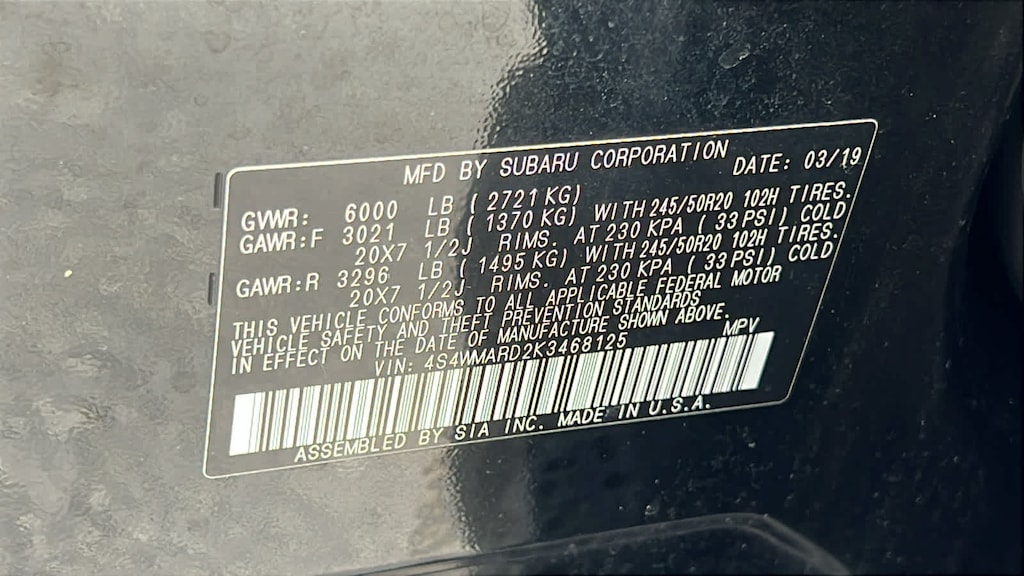 MFD BY SUBARU CORPORATION DATE: 03/19
GVWR: 6000 LB ( 2721 KG)
GAWR:F 3021 LB ( 1370 KG) WITH 245/50R20 102H TIRES.
20X7 1/2J RIMS. AT 230 KPA ( 33 PSI) COLD
GAWR:R 3296 LB ( 1495 KG) WITH 245/50R20 102H TIRES.
20X7 1/2J RIMS. AT 230 KPA ( 33 PSI) COLD
THIS VEHICLE CONFORMS TO ALL APPLICABLE FEDERAL MOTOR
VEHICLE SAFETY AND THEFT PREVENTION STANDARDS
IN EFFECT ON THE DATE OF MANUFACTURE SHOWN ABOVE.
VIN: 4S4WMARD2K3468125 MPV
ASSEMBLED BY SIA INC. MADE IN U.S.A.